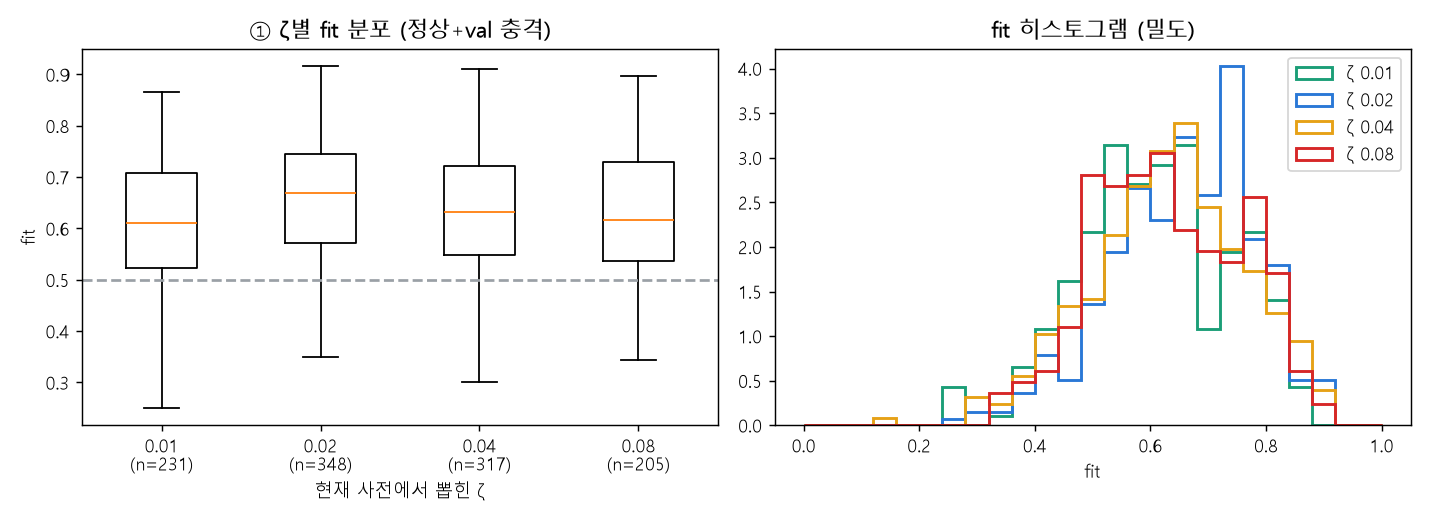 ① ζ별 fit 분포 (정상+val 충격)
fit
0.9
0.8
0.7
0.6
0.5
0.4
0.3
0.01 0.02 0.04 0.08
(n=231) (n=348) (n=317) (n=205)
현재 사전에서 뽑힌 ζ
fit 히스토그램 (밀도)
4.0
3.5
3.0
2.5
2.0
1.5
1.0
0.5
0.0
0.0 0.2 0.4 0.6 0.8 1.0
fit
ζ 0.01
ζ 0.02
ζ 0.04
ζ 0.08